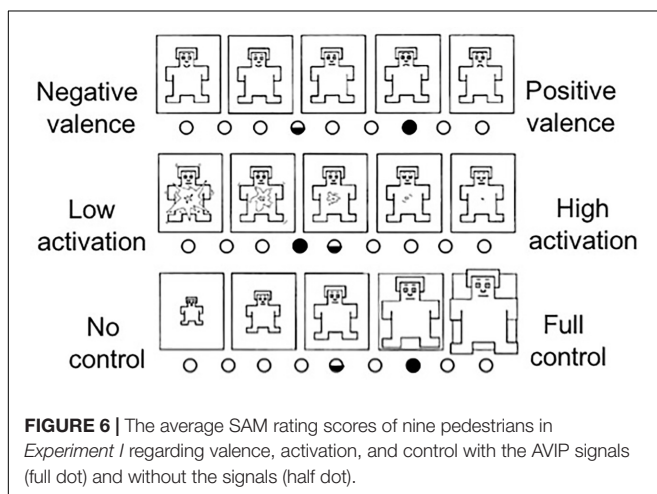 Negative
valence
Positive
valence
Low
activation
High
activation
No
control
Full
control
FIGURE 6 | The average SAM rating scores of nine pedestrians in
Experiment I regarding valence, activation, and control with the AVIP signals
(full dot) and without the signals (half dot).